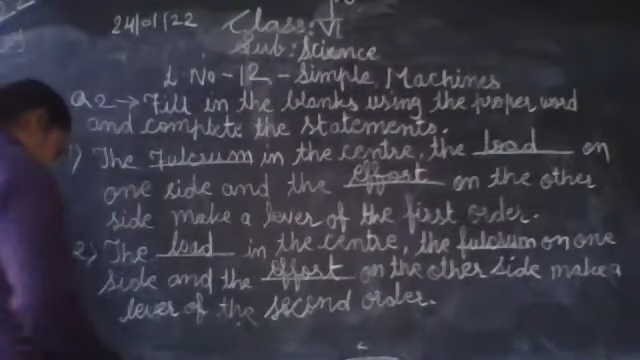 24/01/22 Class: VI
Sub: Science
L No - 12 - Simple Machines
Q2 → Fill in the blanks using the proper word
and complete the statements.
1) The Fulcrum in the centre, the load on
one side and the effort on the other
side make a lever of the first order.
2) The load in the centre, the fulcrum on one
side and the effort on the other side make a
lever of the second order.